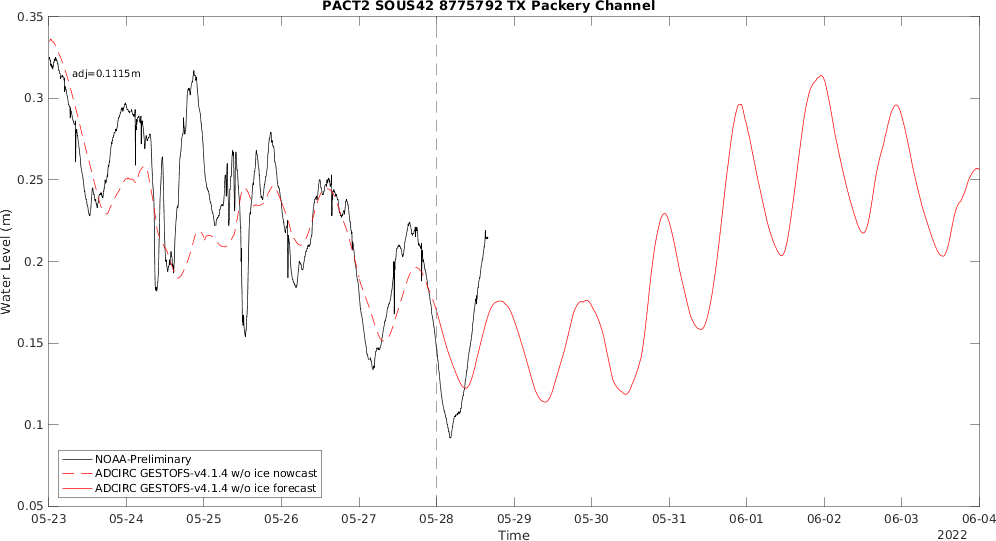 PACT2 SOUS42 8775792 TX Packery Channel
0.35
0.3
0.25
0.2
0.15
0.1
0.05
Water Level (m)
adj=0.1115m
NOAA-Preliminary
ADCIRC GESTOFS-v4.1.4 w/o ice nowcast
ADCIRC GESTOFS-v4.1.4 w/o ice forecast
05-23 05-24 05-25 05-26 05-27 05-28 05-29 05-30 05-31 06-01 06-02 06-03 06-04
Time
2022